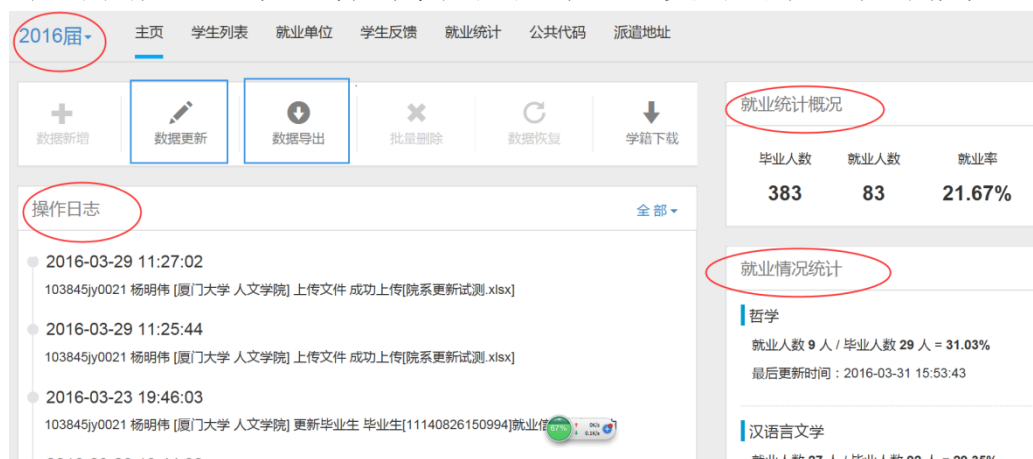 2016届
主页 学生列表 就业单位 学生反馈 就业统计 公共代码 派遣地址
数据新增 数据更新 数据导出 批量删除 数据恢复 学籍下载
操作日志 全部
2016-03-29 11:27:02
103845jy0021 杨明伟 [厦门大学 人文学院] 上传文件 成功上传[院系更新试测.xlsx]
2016-03-29 11:25:44
103845jy0021 杨明伟 [厦门大学 人文学院] 上传文件 成功上传[院系更新试测.xlsx]
2016-03-23 19:46:03
103845jy0021 杨明伟 [厦门大学 人文学院] 更新毕业生 毕业生[11140826150994]就业信
67%
就业统计概况
毕业人数 就业人数 就业率
383 83 21.67%
就业情况统计
哲学
就业人数 9 人 / 毕业人数 29 人 = 31.03%
最后更新时间：2016-03-31 15:53:43
汉语言文学